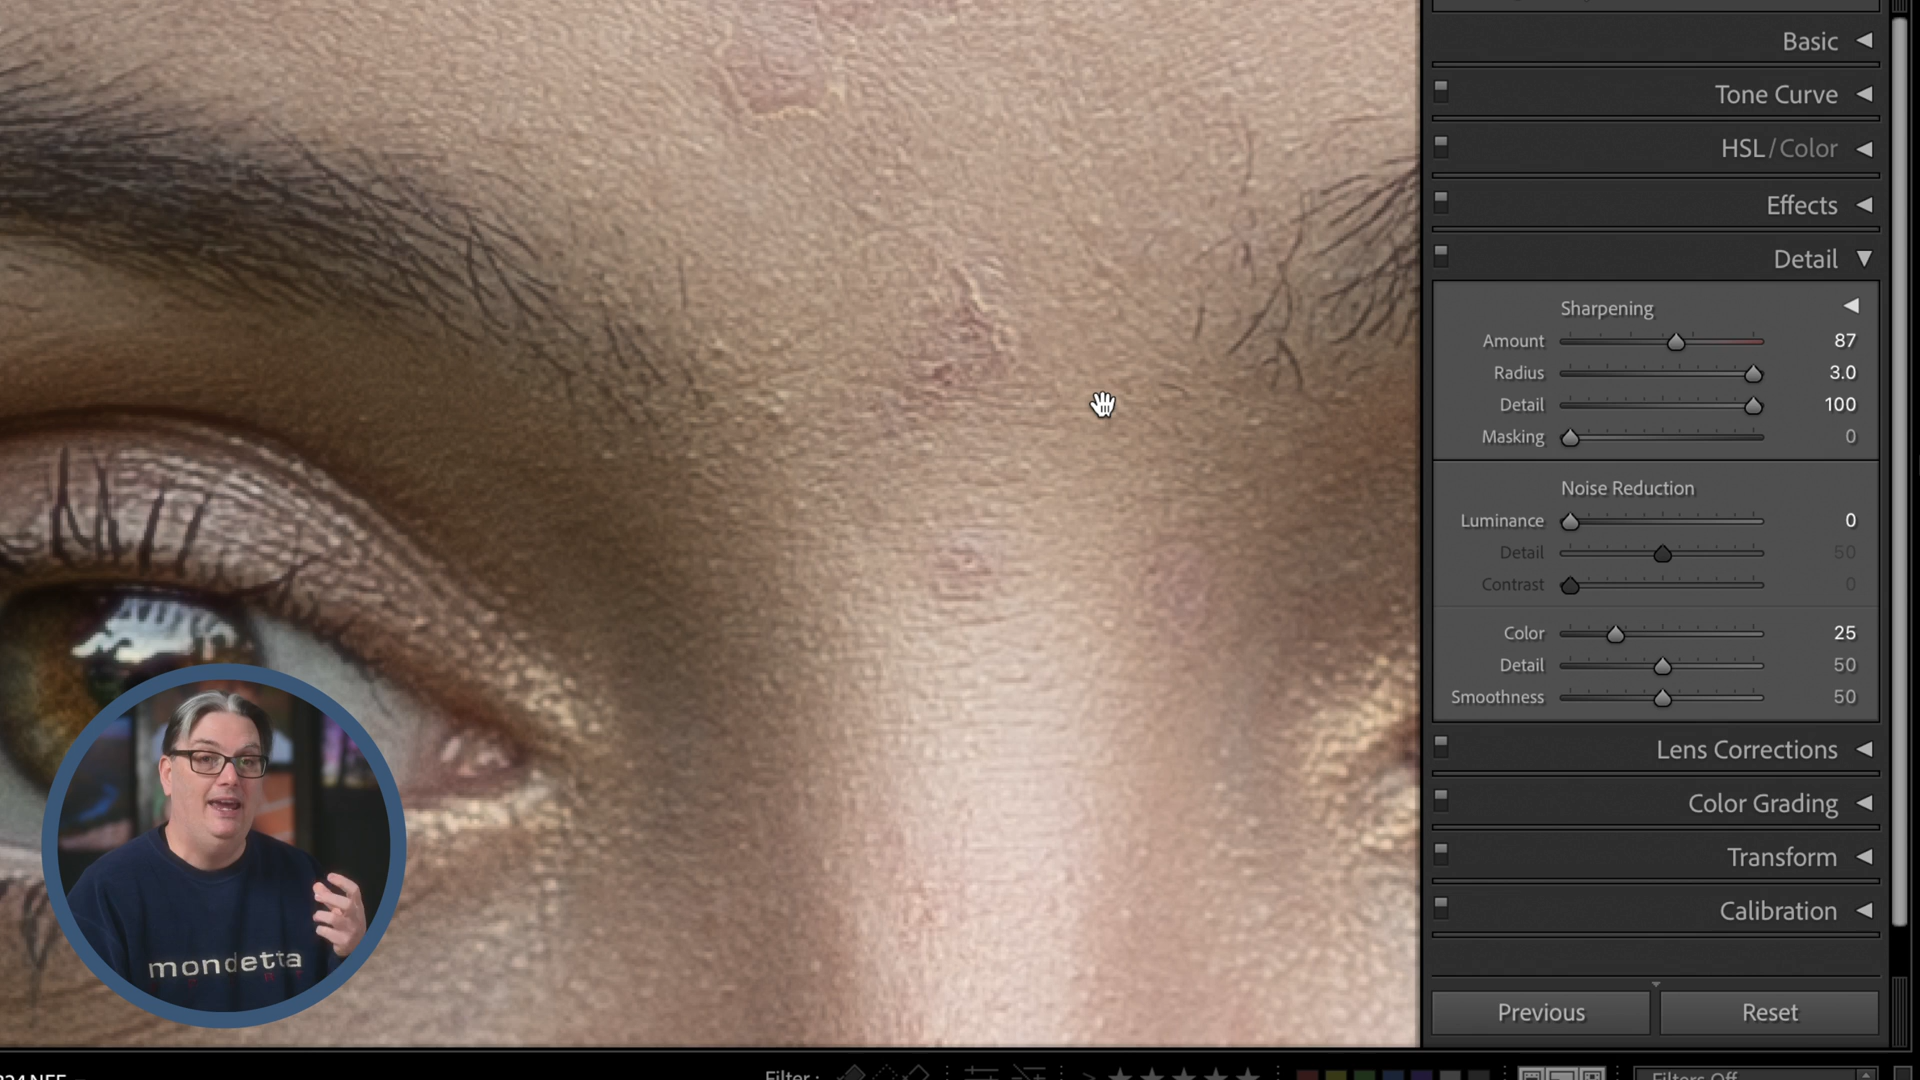 Basic
Tone Curve
HSL / Color
Effects
Detail
Sharpening
Amount 87
Radius 3.0
Detail 100
Masking 0
Noise Reduction
Luminance 0
Detail 50
Contrast 0
Color 25
Detail 50
Smoothness 50
Lens Corrections
Color Grading
Transform
Calibration
Previous Reset
mondetta
Filter :
Filters Off